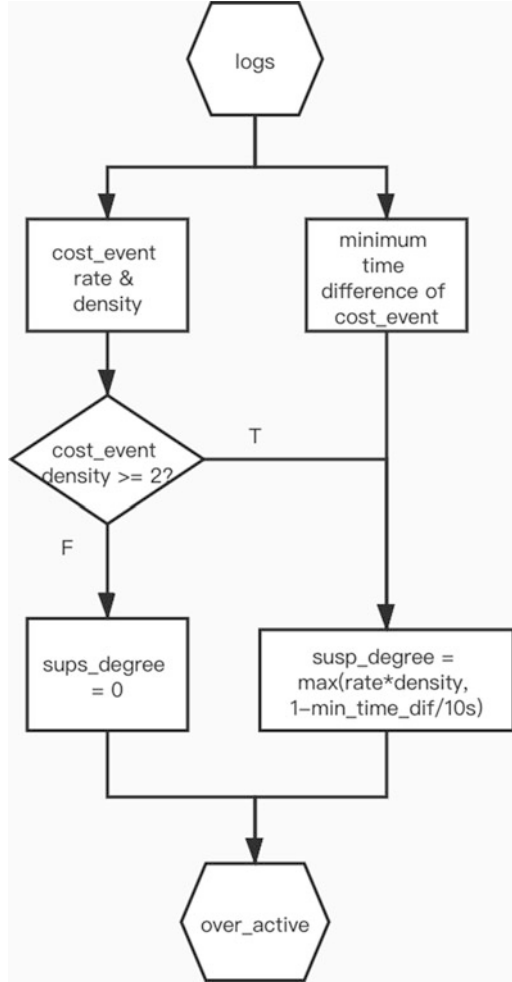 logs
cost_event
rate &
density
minimum
time
difference of
cost_event
cost_event
density >= 2?
T
F
sups_degree
= 0
susp_degree =
max(rate*density,
1-min_time_dif/10s)
over_active